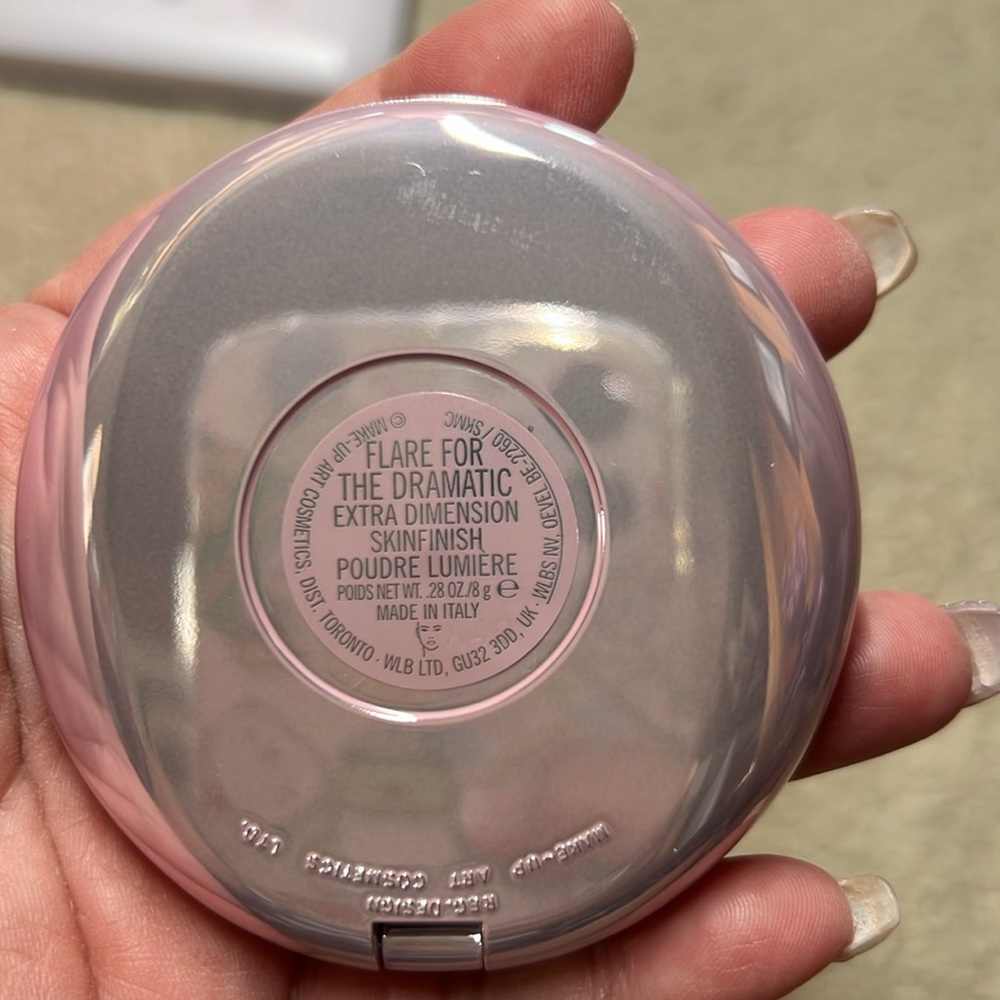 FLARE FOR
THE DRAMATIC
EXTRA DIMENSION
SKINFINISH
POUDRE LUMIÈRE
POIDS NET WT. .28 OZ./8 g ℮
MADE IN ITALY
© MAKE-UP ART COSMETICS, DIST. TORONTO · WLB LTD, GU32 3DD, UK · WLBS NV, OEVEL BE-2260 / SKMC
MAKE-UP ART COSMETICS LTD.
REG. DESIGN